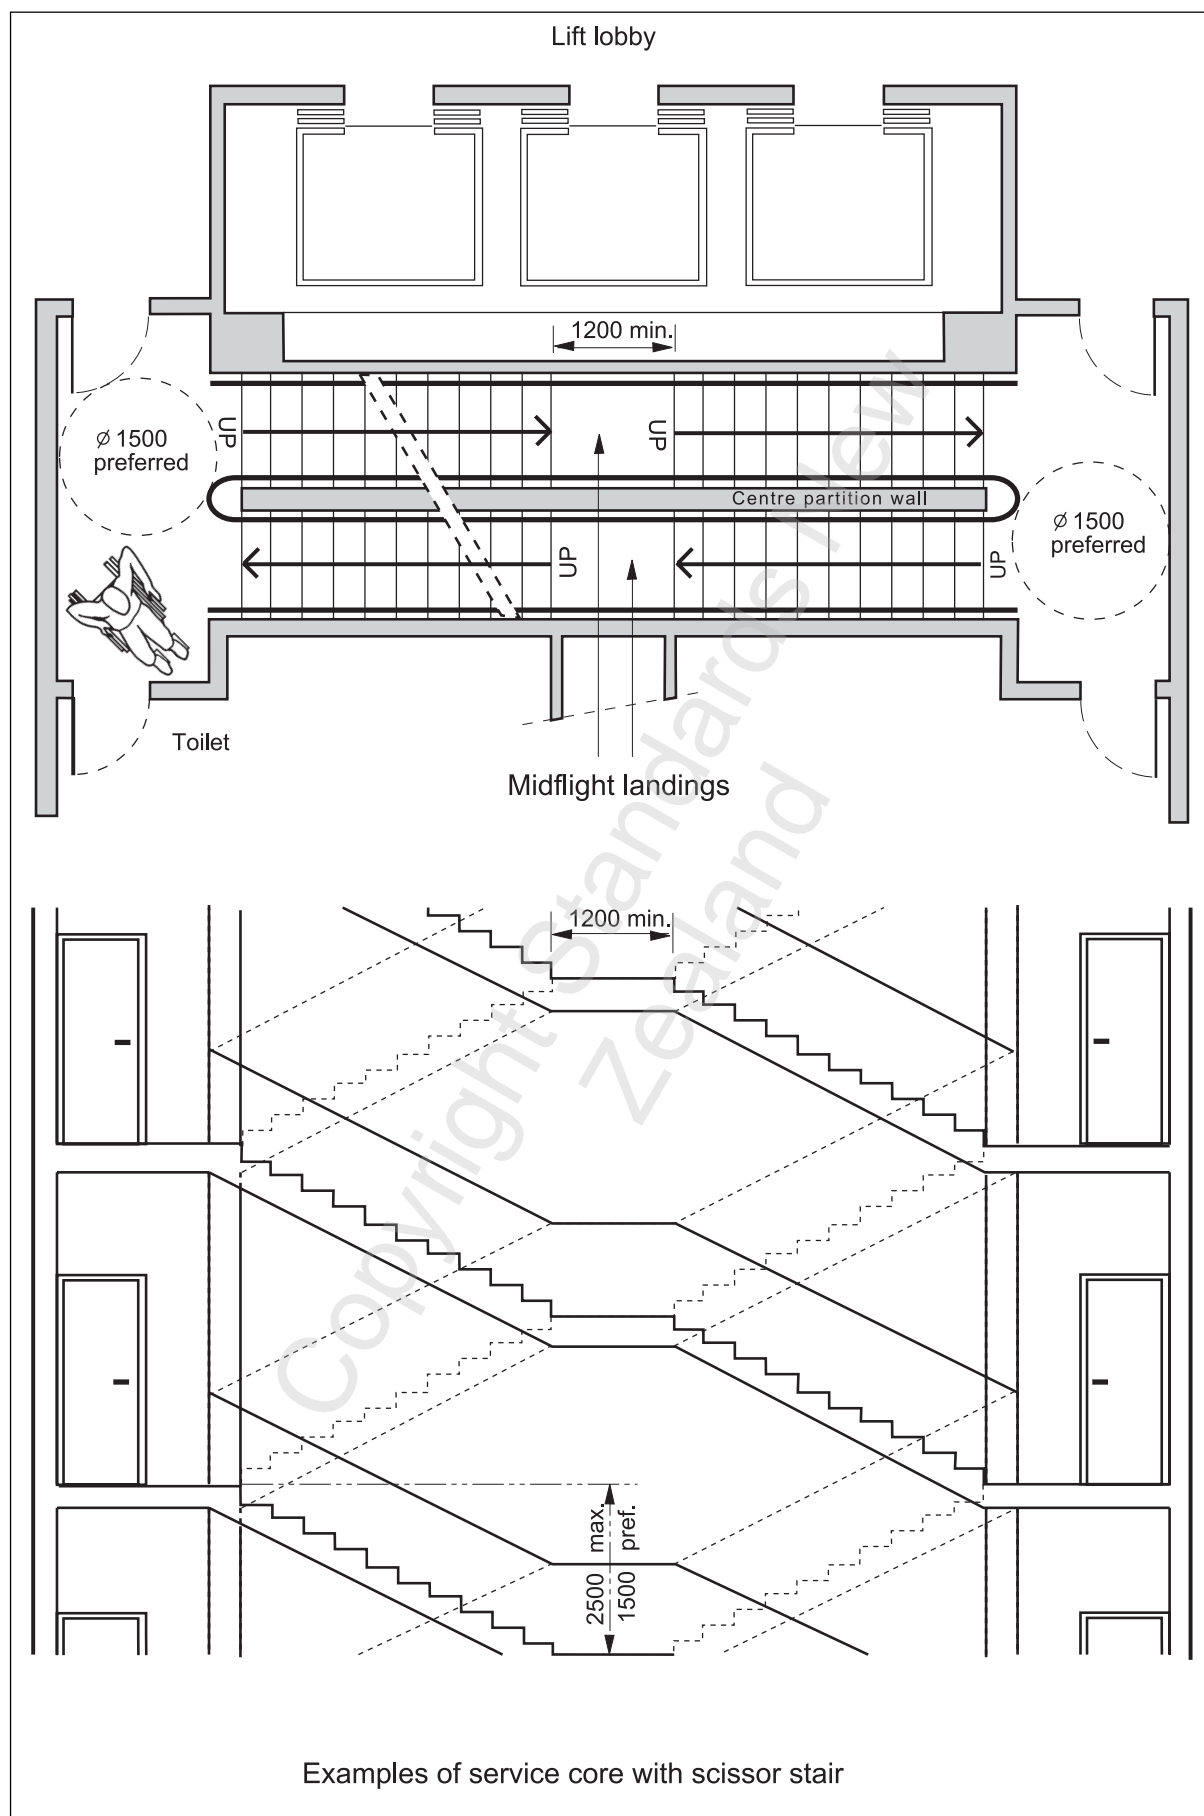 Lift lobby
1200 min.
UP
UP
Ø 1500
preferred
Centre partition wall
Ø 1500
preferred
UP
UP
Toilet
Midflight landings
1200 min.
2500 max.
1500 pref.
Copyright Standards New
Zealand
Examples of service core with scissor stair